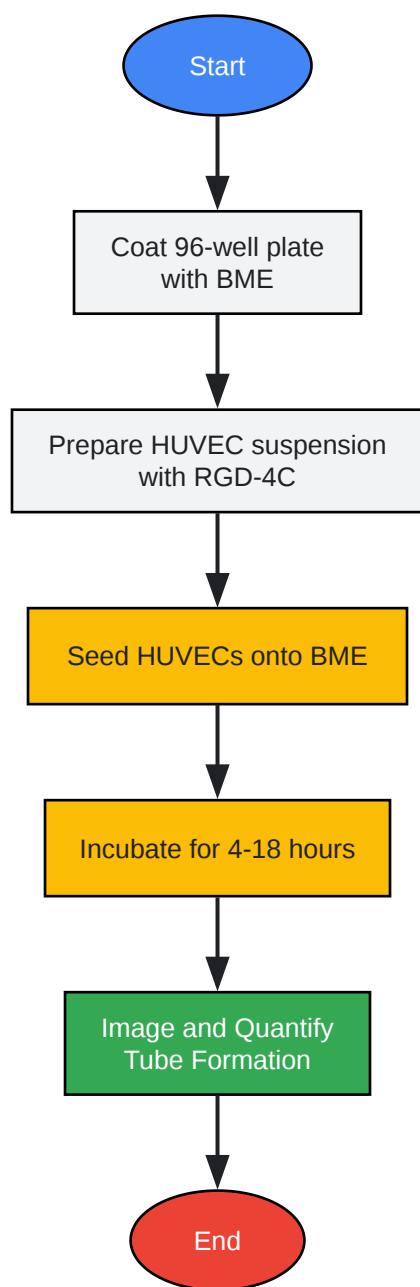 Start
Coat 96-well plate
with BME
Prepare HUVEC suspension
with RGD-4C
Seed HUVECs onto BME
Incubate for 4-18 hours
Image and Quantify
Tube Formation
End